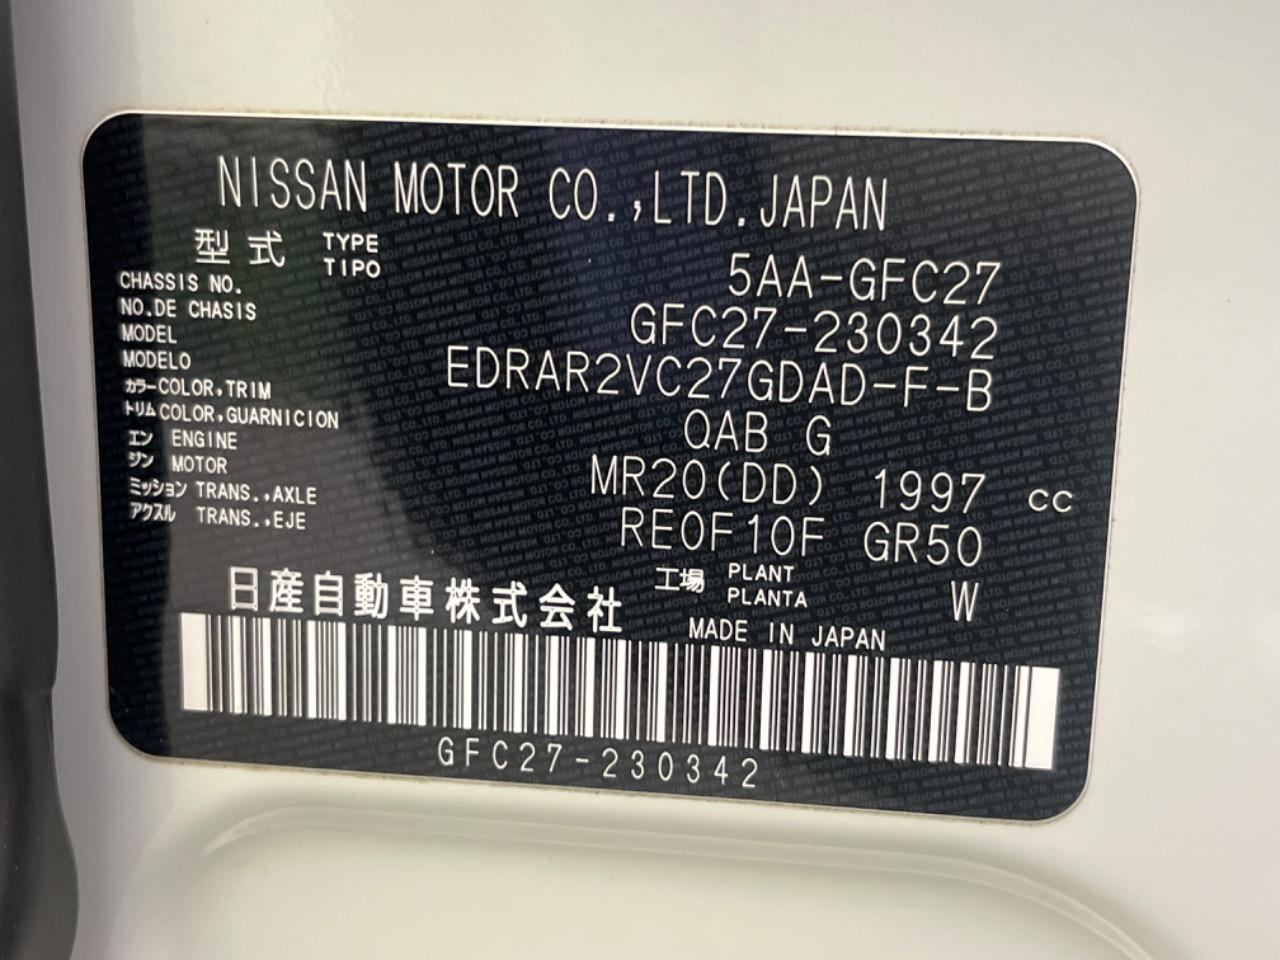 NISSAN MOTOR CO.,LTD.JAPAN
型式 TYPE TIPO 5AA-GFC27
CHASSIS NO.
NO.DE CHASIS GFC27-230342
MODEL
MODELO EDRAR2VC27GDAD-F-B
カラー COLOR,TRIM
トリム COLOR,GUARNICION QAB G
エン ENGINE
ジン MOTOR MR20(DD) 1997 cc
ミッション TRANS.,AXLE
アクスル TRANS.,EJE RE0F10F GR50
工場 PLANT PLANTA W
日産自動車株式会社 MADE IN JAPAN
GFC27-230342